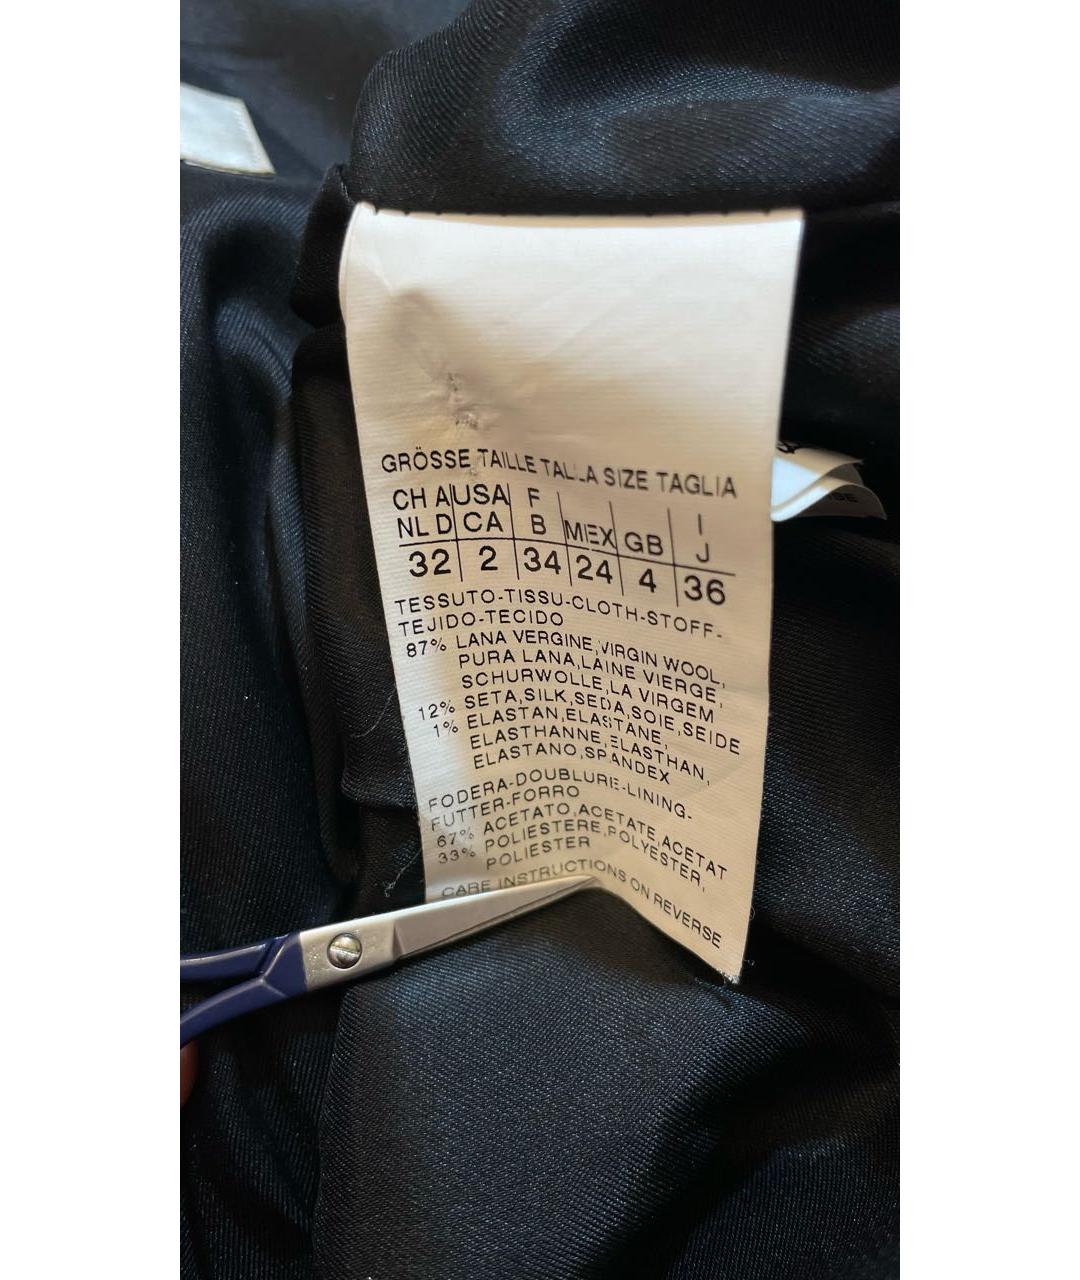 GRÖSSE TAILLE TALLA SIZE TAGLIA
CH A USA F I
NL D CA B MEX GB J
32 2 34 24 4 36
TESSUTO-TISSU-CLOTH-STOFF-
TEJIDO-TECIDO
87% LANA VERGINE,VIRGIN WOOL,
PURA LANA,LAINE VIERGE,
SCHURWOLLE,LA VIRGEM
12% SETA,SILK,SEDA,SOIE,SEIDE
1% ELASTAN,ELASTANE,
ELASTHANNE,ELASTHAN,
ELASTANO,SPANDEX
FODERA-DOUBLURE-LINING-
FUTTER-FORRO
67% ACETATO,ACETATE,ACETAT
33% POLIESTERE,POLYESTER,
POLIESTER
CARE INSTRUCTIONS ON REVERSE